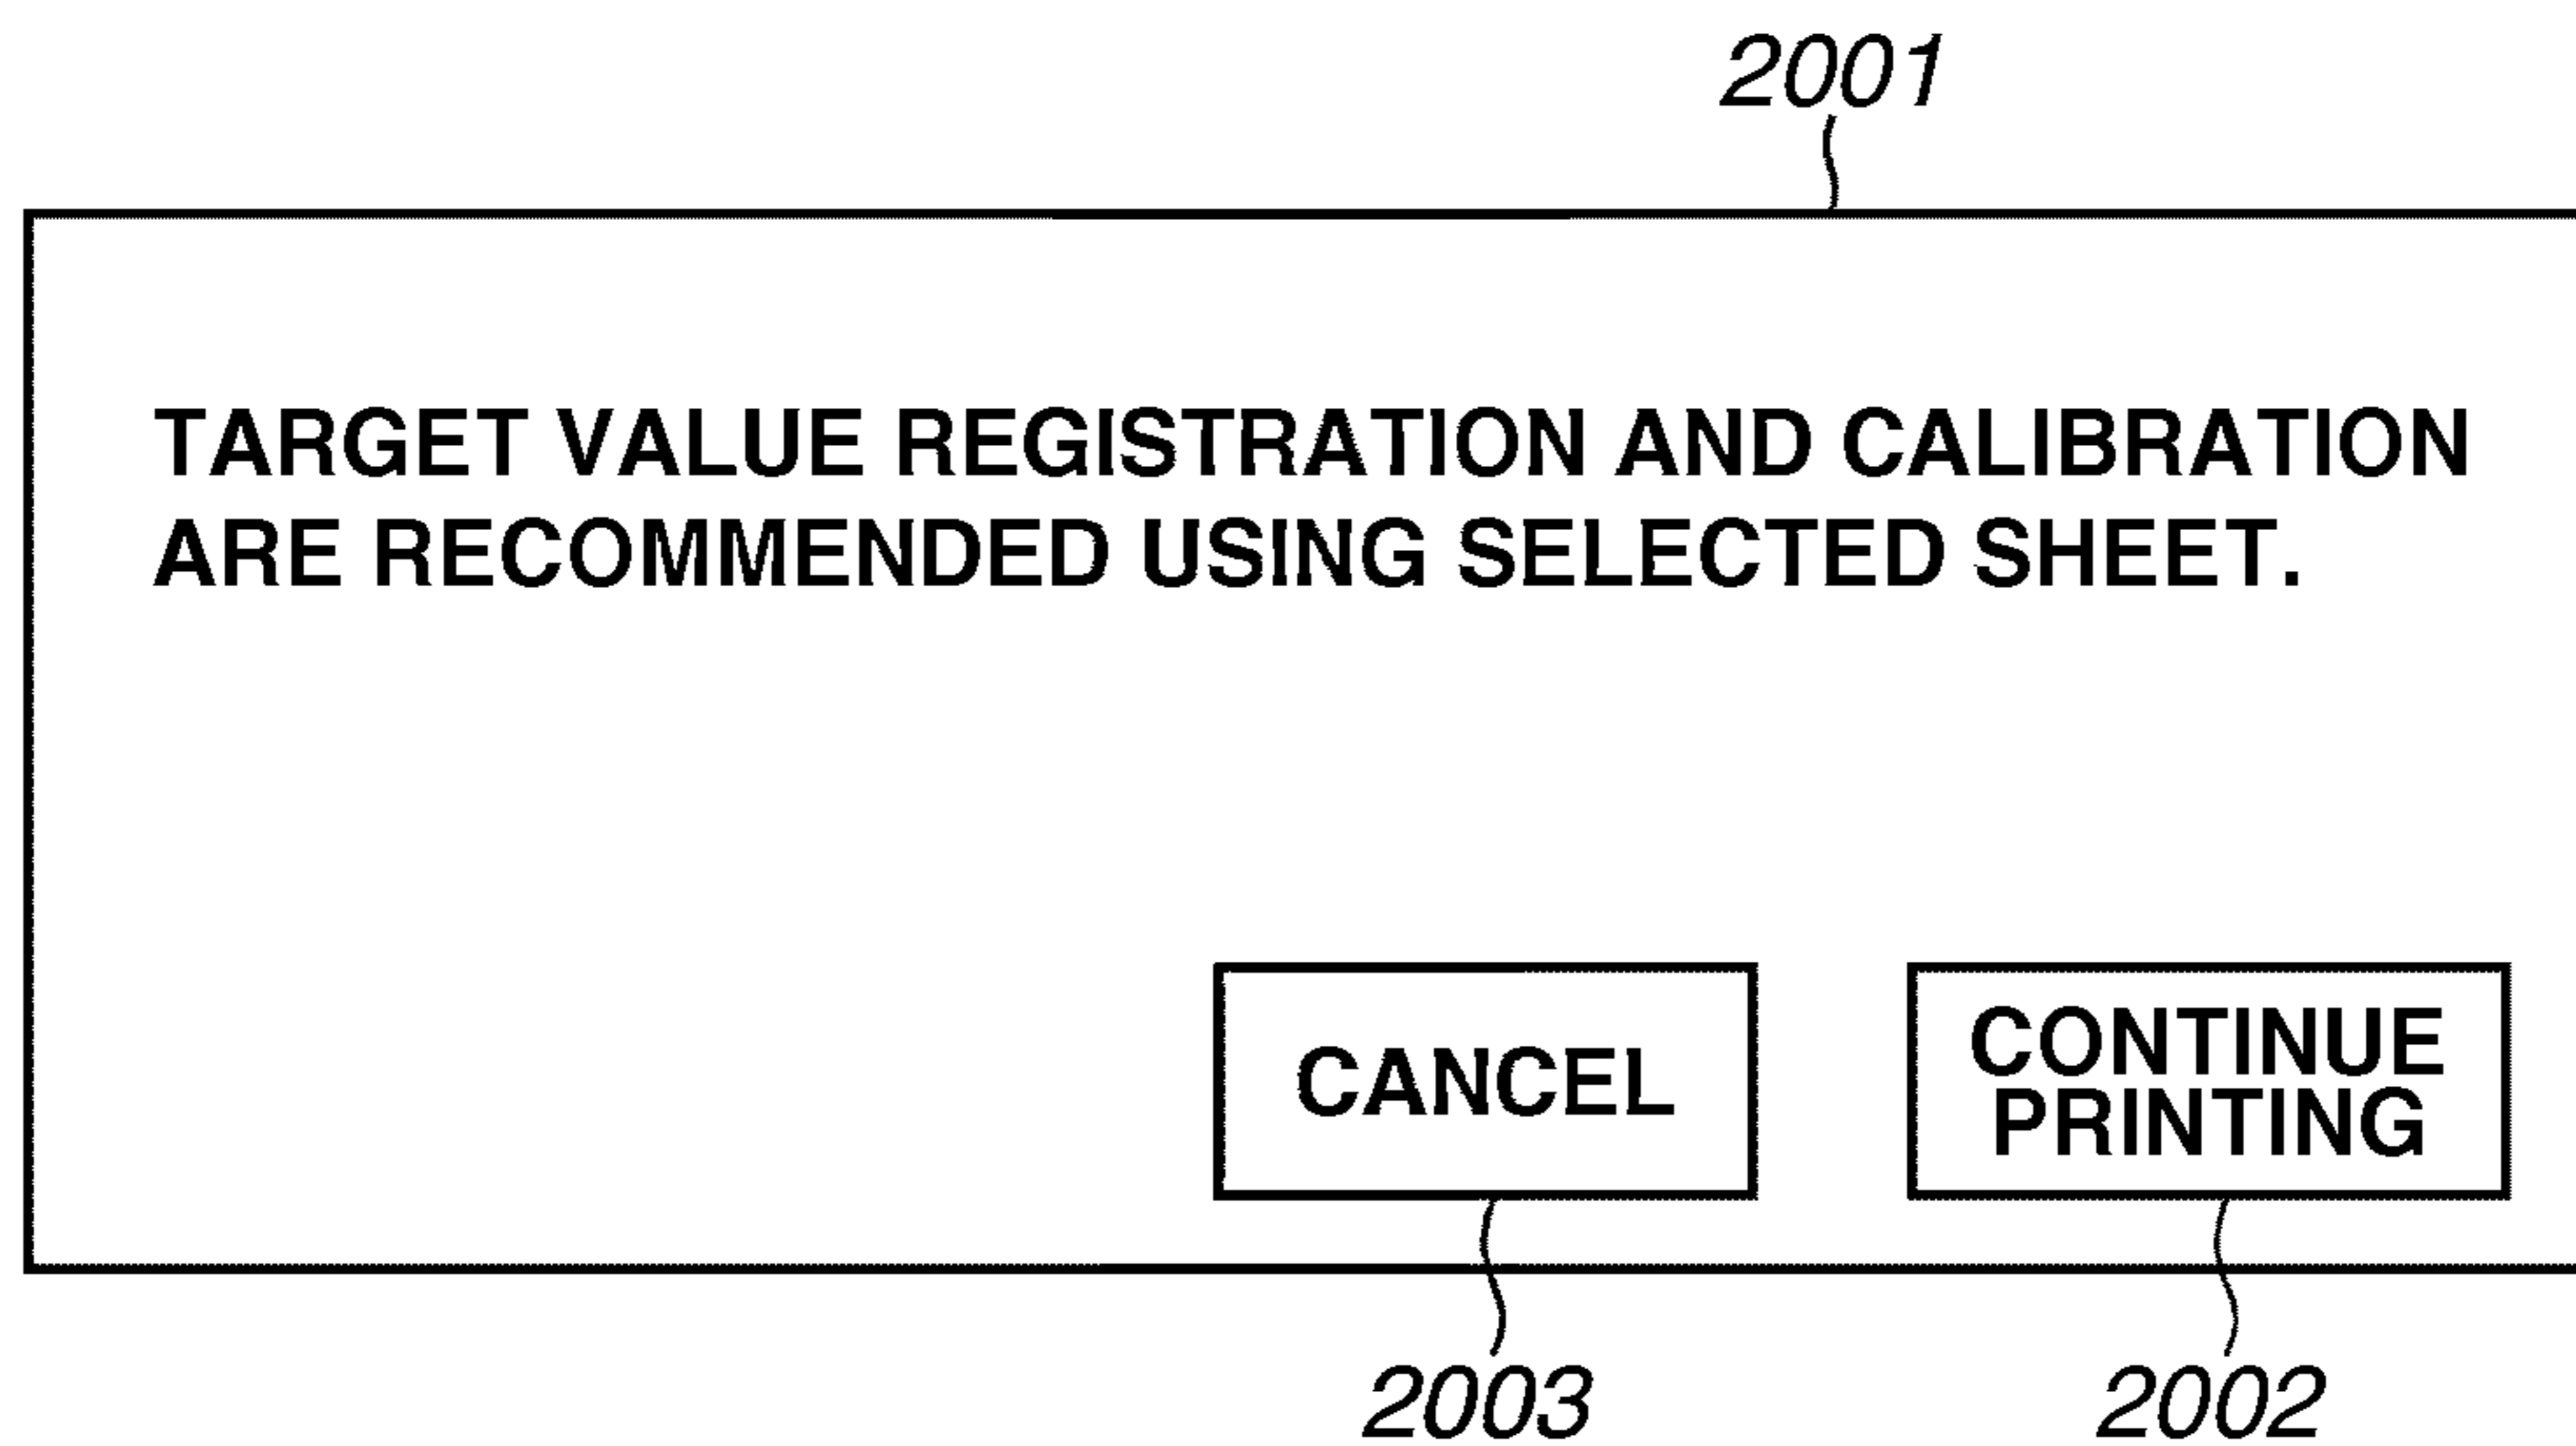 2001
TARGET VALUE REGISTRATION AND CALIBRATION
ARE RECOMMENDED USING SELECTED SHEET.
CANCEL
CONTINUE
PRINTING
2003
2002